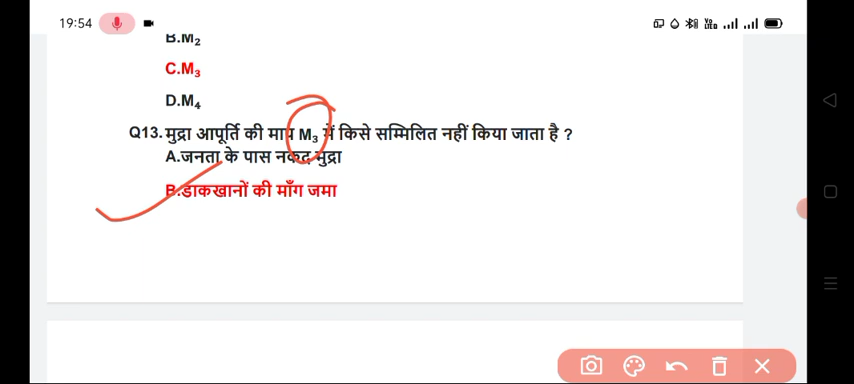 19:54
B.M₂
C.M₃
D.M₄
Q13. मुद्रा आपूर्ति की माप M₃ में किसे सम्मिलित नहीं किया जाता है ?
A.जनता के पास नकद मुद्रा
B.डाकखानों की माँग जमा